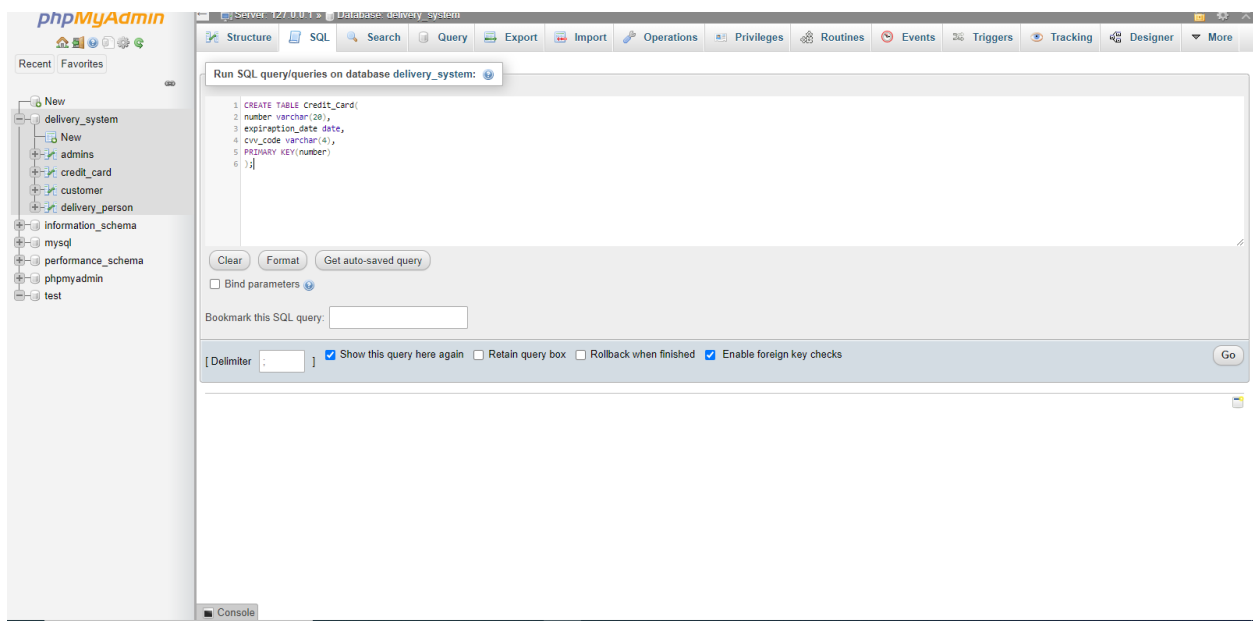 phpMyAdmin
Server: 127.0.0.1 » Database: delivery_system
Structure SQL Search Query Export Import Operations Privileges Routines Events Triggers Tracking Designer More
Recent Favorites
New
delivery_system
New
admins
credit_card
customer
delivery_person
information_schema
mysql
performance_schema
phpmyadmin
test
Run SQL query/queries on database delivery_system:
1 CREATE TABLE Credit_Card(
2 number varchar(20),
3 expiraption_date date,
4 cvv_code varchar(4),
5 PRIMARY KEY(number)
6 );
Clear Format Get auto-saved query
Bind parameters
Bookmark this SQL query:
[ Delimiter ; ] Show this query here again Retain query box Rollback when finished Enable foreign key checks Go
Console